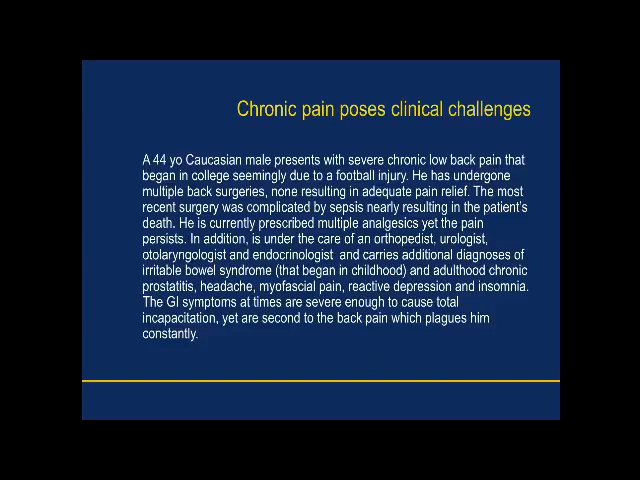 Chronic pain poses clinical challenges
A 44 yo Caucasian male presents with severe chronic low back pain that
began in college seemingly due to a football injury. He has undergone
multiple back surgeries, none resulting in adequate pain relief. The most
recent surgery was complicated by sepsis nearly resulting in the patient's
death. He is currently prescribed multiple analgesics yet the pain
persists. In addition, is under the care of an orthopedist, urologist,
otolaryngologist and endocrinologist and carries additional diagnoses of
irritable bowel syndrome (that began in childhood) and adulthood chronic
prostatitis, headache, myofascial pain, reactive depression and insomnia.
The GI symptoms at times are severe enough to cause total
incapacitation, yet are second to the back pain which plagues him
constantly.